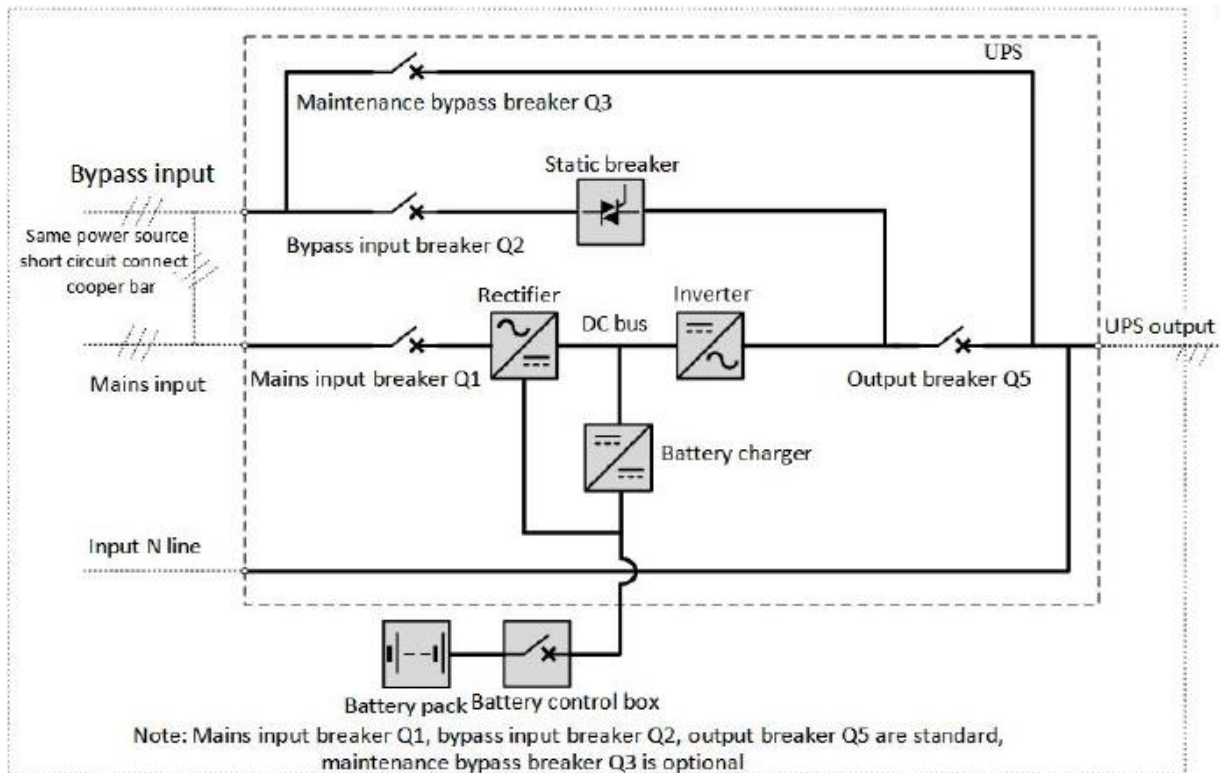 UPS
Maintenance bypass breaker Q3
Static breaker
Bypass input
Bypass input breaker Q2
Same power source
short circuit connect
cooper bar
Rectifier
DC bus
Inverter
UPS output
Mains input
Mains input breaker Q1
Output breaker Q5
Battery charger
Input N line
Battery pack
Battery control box
Note: Mains input breaker Q1, bypass input breaker Q2, output breaker Q5 are standard,
maintenance bypass breaker Q3 is optional